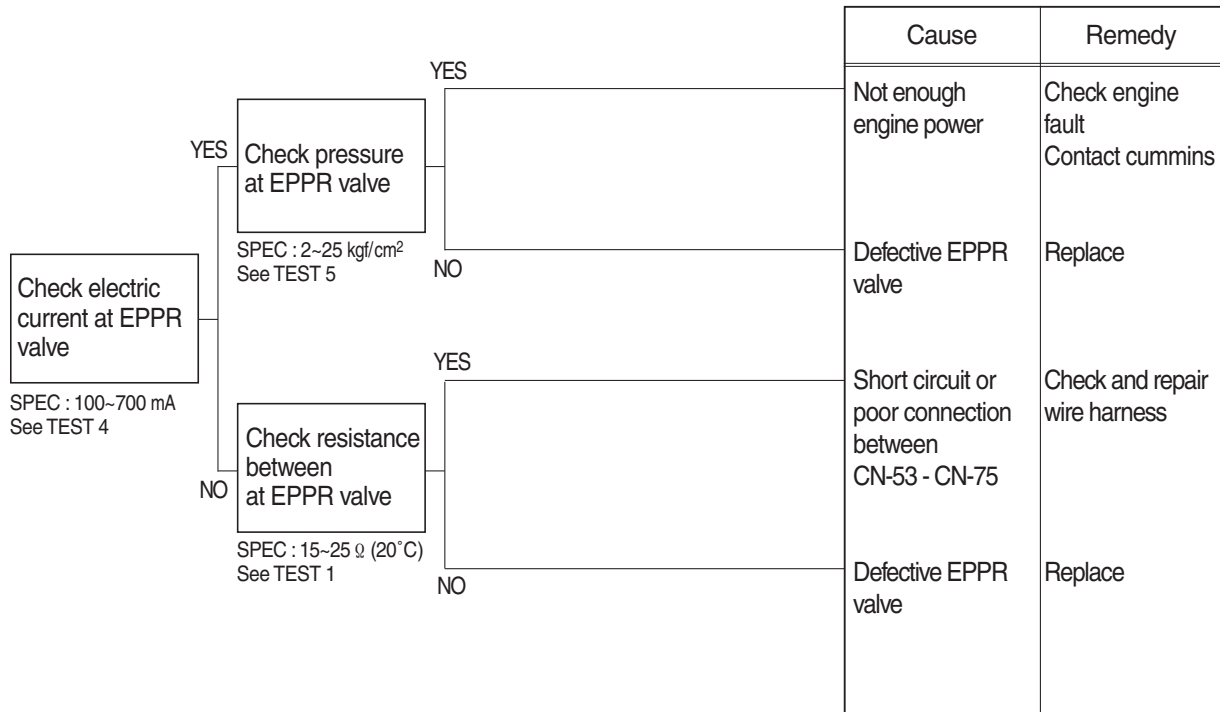 Cause
Remedy
YES
Not enough
engine power
Check engine
fault
Contact cummins
YES
Check pressure
at EPPR valve
SPEC : 2~25 kgf/cm²
See TEST 5
NO
Defective EPPR
valve
Replace
Check electric
current at EPPR
valve
SPEC : 100~700 mA
See TEST 4
YES
Short circuit or
poor connection
between
CN-53 - CN-75
Check and repair
wire harness
NO
Check resistance
between
at EPPR valve
SPEC : 15~25 Ω (20˚C)
See TEST 1
NO
Defective EPPR
valve
Replace